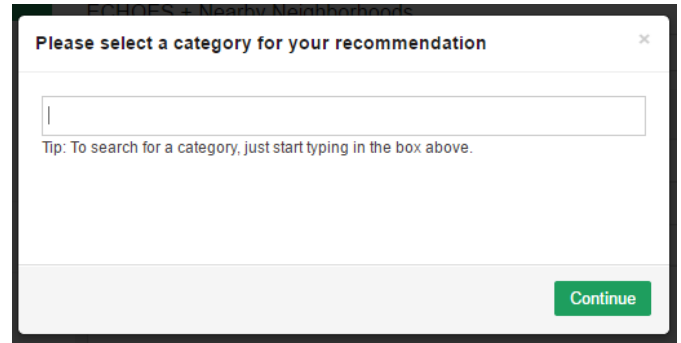 ECHOES + Nearby Neighborhoods
Please select a category for your recommendation
×
Tip: To search for a category, just start typing in the box above.
Continue